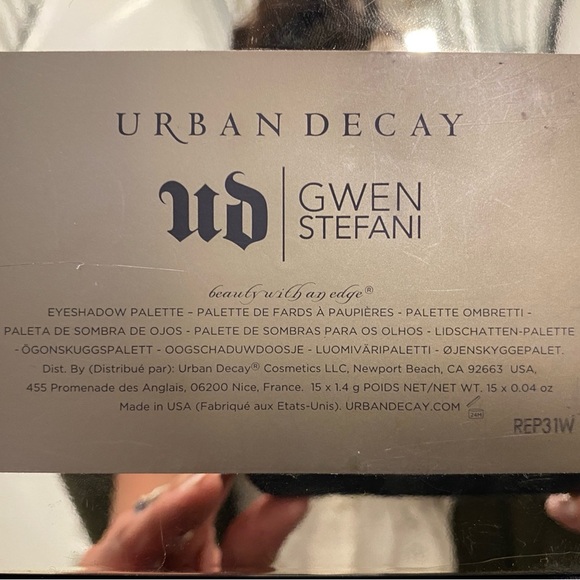 URBAN DECAY
UD | GWEN
STEFANI
beauty with an edge®
EYESHADOW PALETTE – PALETTE DE FARDS À PAUPIÈRES - PALETTE OMBRETTI -
PALETA DE SOMBRA DE OJOS - PALETE DE SOMBRAS PARA OS OLHOS - LIDSCHATTEN-PALETTE
- ÖGONSKUGGSPALETT - OOGSCHADUWDOOSJE - LUOMIVÄRIPALETTI - ØJENSKYGGEPALET.
Dist. By (Distribué par): Urban Decay® Cosmetics LLC, Newport Beach, CA 92663 USA,
455 Promenade des Anglais, 06200 Nice, France. 15 x 1.4 g POIDS NET/NET WT. 15 x 0.04 oz
Made in USA (Fabriqué aux Etats-Unis). URBANDECAY.COM 24M
REP31W